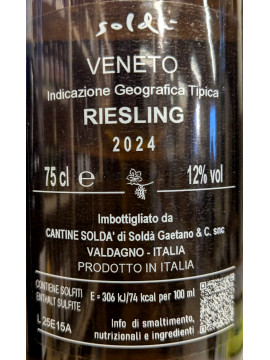 soldà
VENETO
Indicazione Geografica Tipica
RIESLING
2024
75 cl e 12% vol
Imbottigliato da
CANTINE SOLDA' di Soldà Gaetano & C. snc
VALDAGNO - ITALIA
PRODOTTO IN ITALIA
CONTIENE SOLFITI
ENTHALT SULFITE
E = 306 kJ/74 kcal per 100 ml
L 25E15A
Info di smaltimento,
nutrizionali e ingredienti